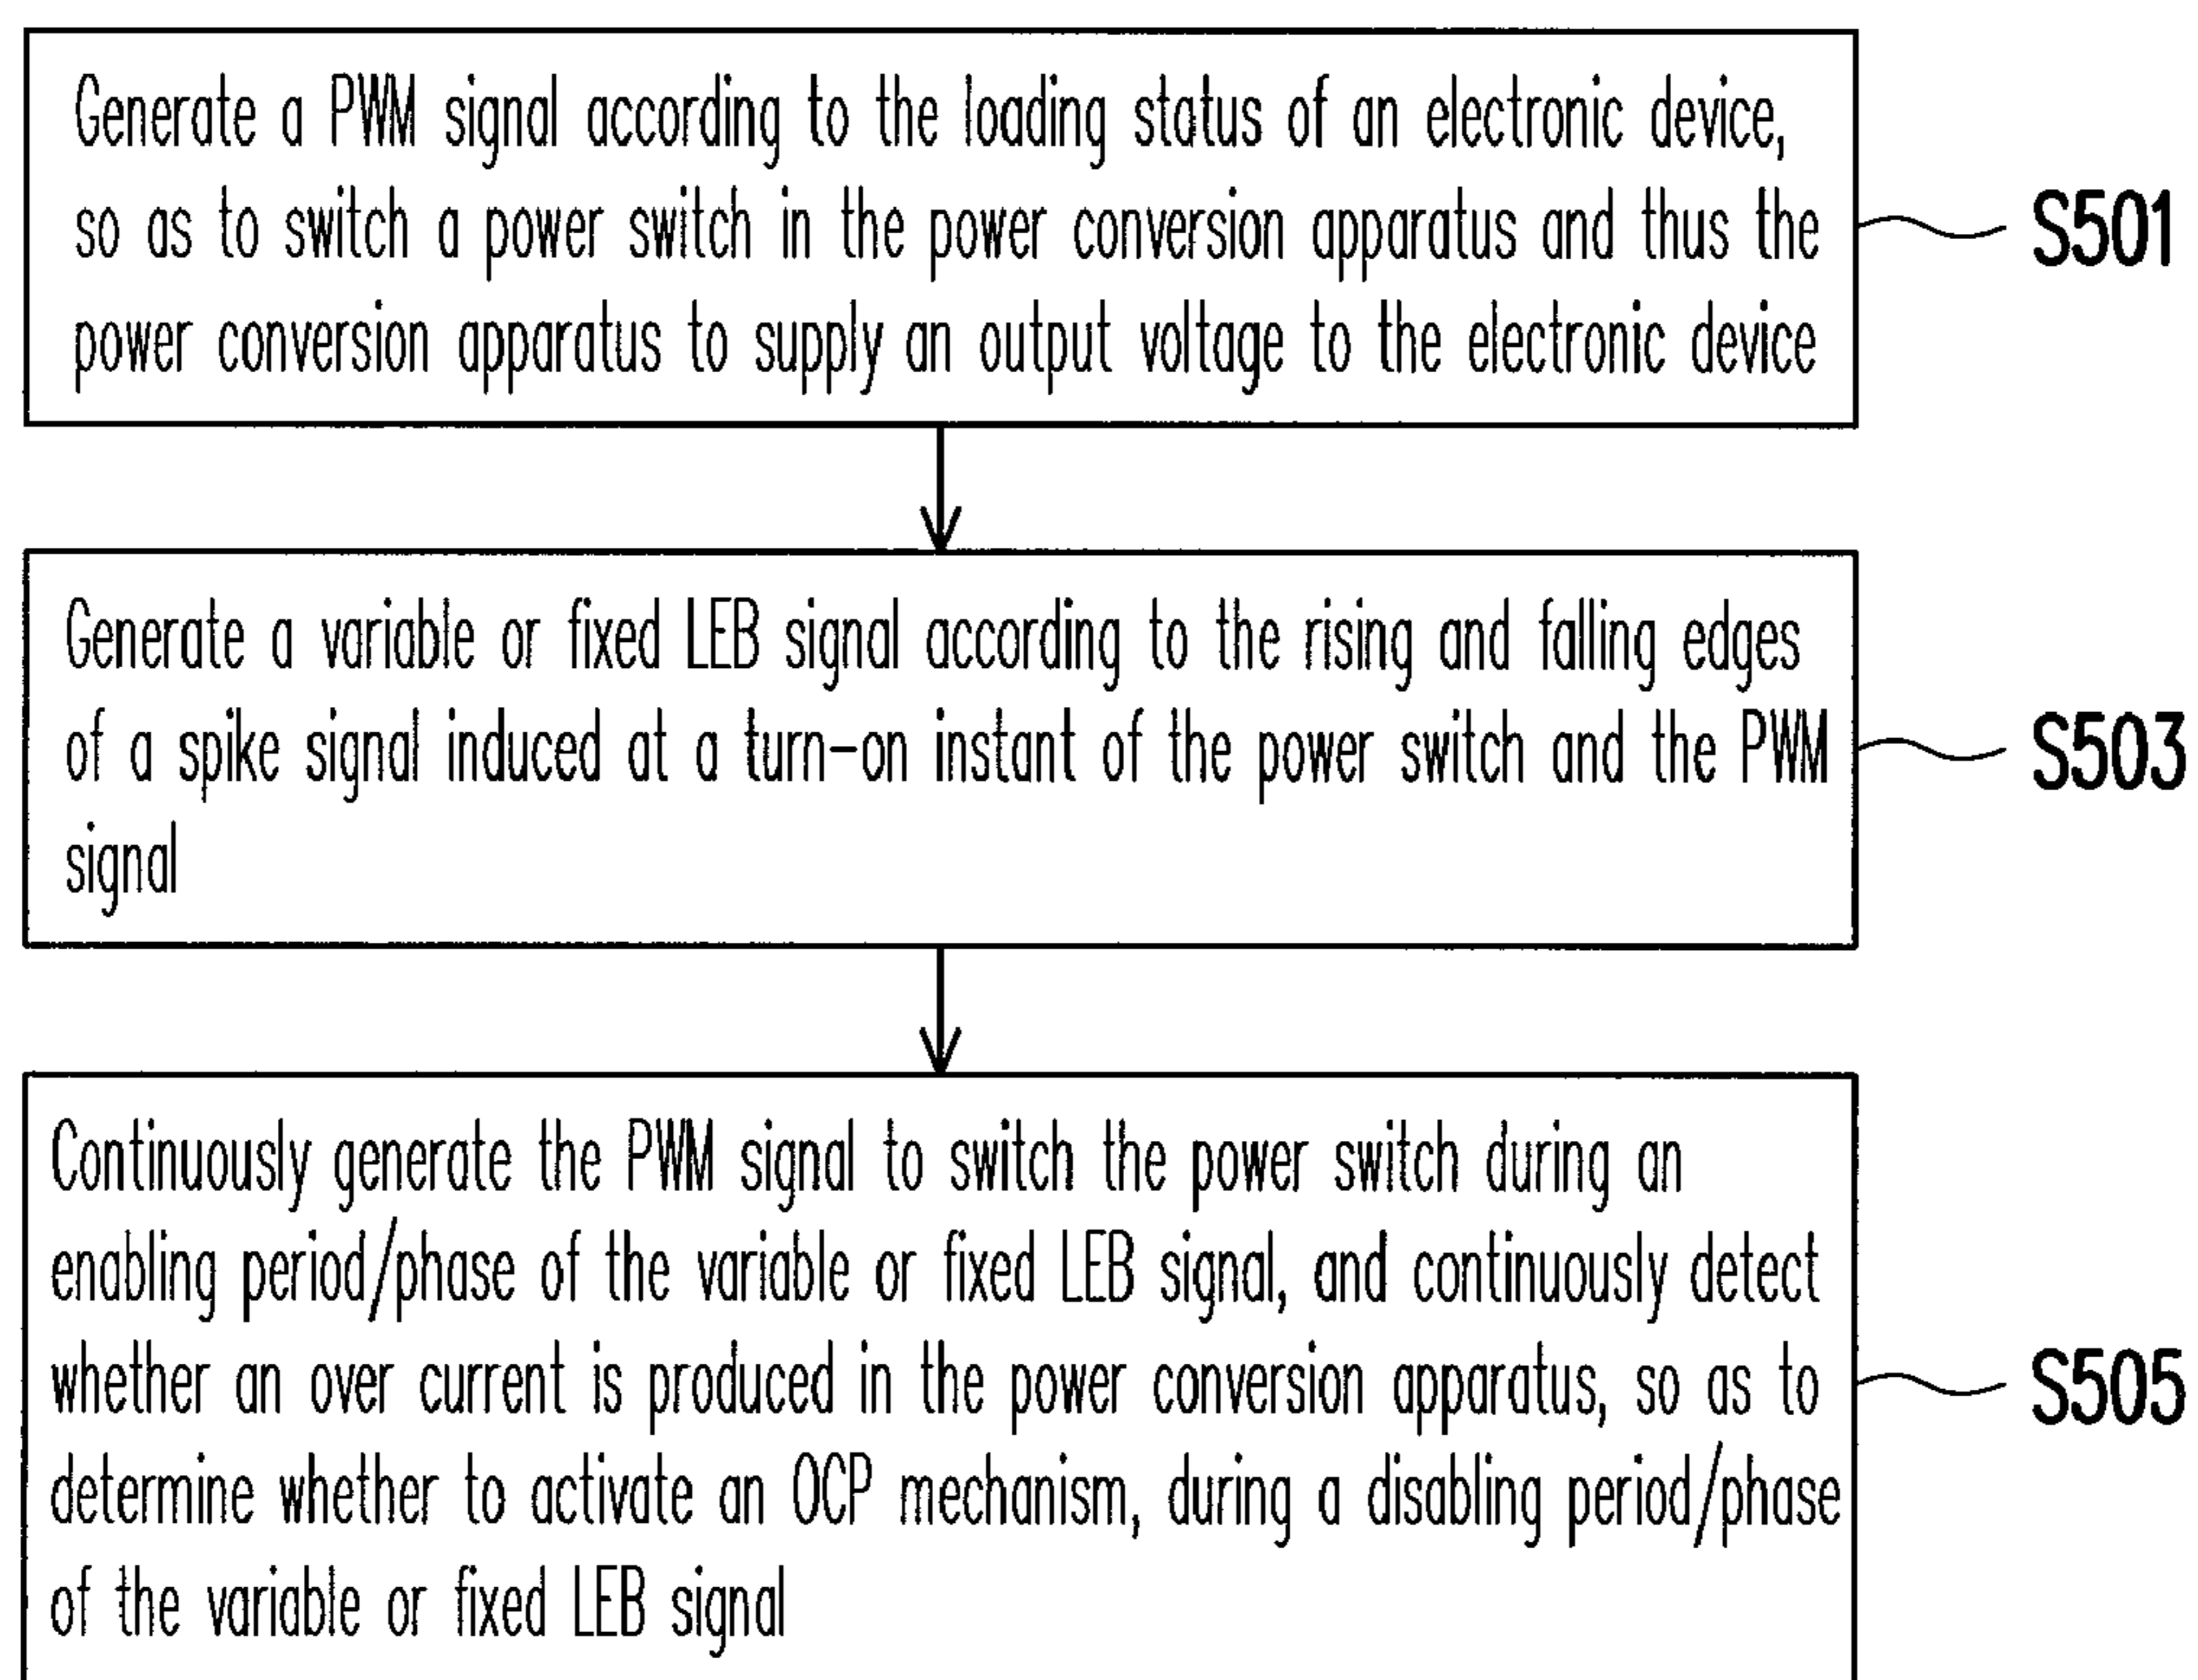 Generate a PWM signal according to the loading status of an electronic device,
so as to switch a power switch in the power conversion apparatus and thus the
power conversion apparatus to supply an output voltage to the electronic device
S501
Generate a variable or fixed LEB signal according to the rising and falling edges
of a spike signal induced at a turn-on instant of the power switch and the PWM
signal
S503
Continuously generate the PWM signal to switch the power switch during an
enabling period/phase of the variable or fixed LEB signal, and continuously detect
whether an over current is produced in the power conversion apparatus, so as to
determine whether to activate an OCP mechanism, during a disabling period/phase
of the variable or fixed LEB signal
S505